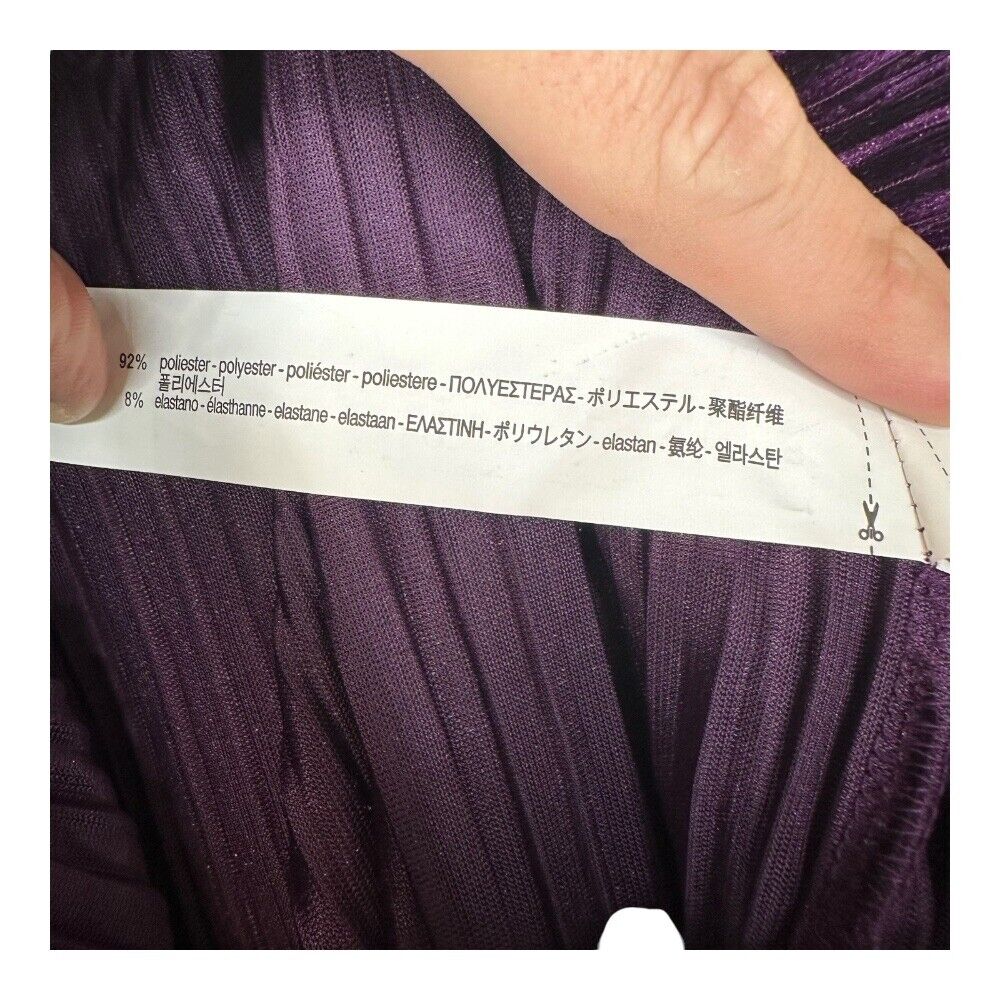 92% poliester - polyester - poliéster - poliestere - ΠΟΛΥΕΣΤΕΡΑΣ - ポリエステル - 聚酯纤维
폴리에스터
8% elastano - élasthanne - elastane - elastaan - ΕΛΑΣΤΙΝΗ - ポリウレタン - elastan - 氨纶 - 엘라스탄